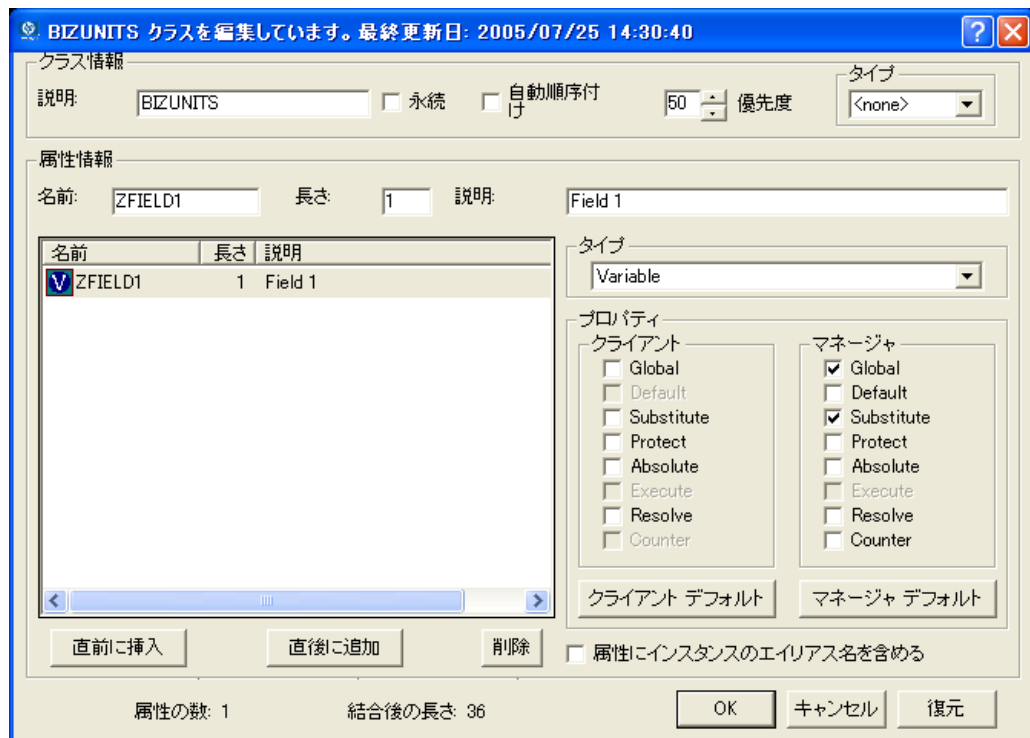 BIZUNITS クラスを編集しています。最終更新日: 2005/07/25 14:30:40
クラス情報
説明: BIZUNITS 永続 自動順序付け 50 優先度
タイプ
<none>
属性情報
名前: ZFIELD1 長さ: 1 説明: Field 1
名前 長さ 説明
V ZFIELD1 1 Field 1
タイプ
Variable
プロパティ
クライアント
Global
Default
Substitute
Protect
Absolute
Execute
Resolve
Counter
マネージャ
Global
Default
Substitute
Protect
Absolute
Execute
Resolve
Counter
クライアント デフォルト マネージャ デフォルト
直前に挿入 直後に追加 削除
属性にインスタンスのエイリアス名を含める
属性の数: 1 結合後の長さ: 36
OK キャンセル 復元